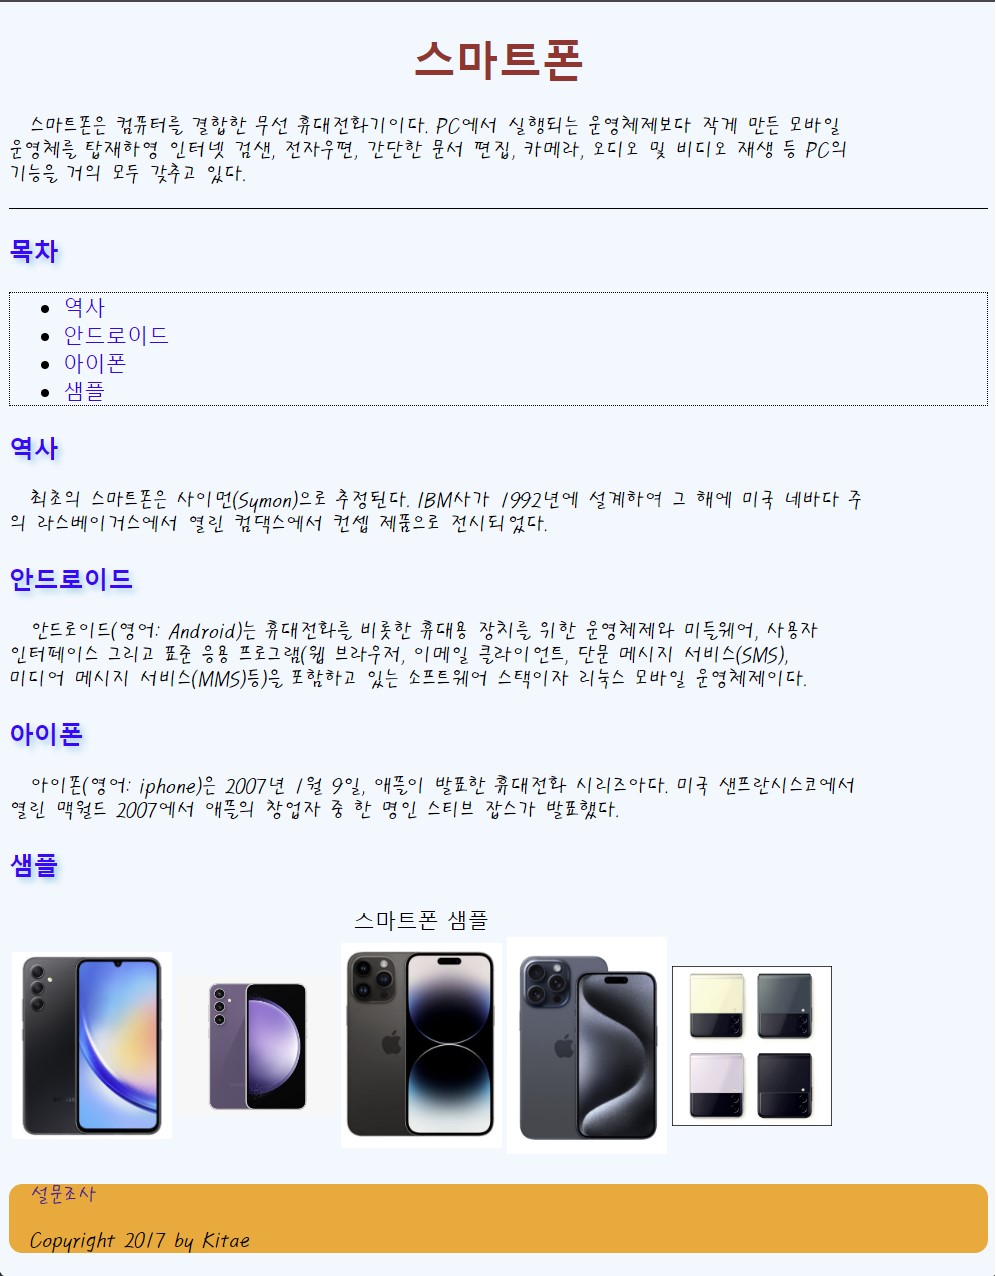 스마트폰
스마트폰은 컴퓨터를 결합한 무선 휴대전화기이다. PC에서 실행되는 운영체제보다 작게 만든 모바일
운영체를 탑재하영 인터넷 검샌, 전자우편, 간단한 문서 편집, 카메라, 오디오 및 비디오 재생 등 PC의
기능을 거의 모두 갖추고 있다.
목차
역사
안드로이드
아이폰
샘플
역사
최초의 스마트폰은 사이먼(Symon)으로 추정된다. IBM사가 1992년에 설계하여 그 해에 미국 네바다 주
의 라스베이거스에서 열린 컴댁스에서 컨셉 제품으로 전시되었다.
안드로이드
안드로이드(영어: Android)는 휴대전화를 비롯한 휴대용 장치를 위한 운영체제와 미들웨어, 사용자
인터페이스 그리고 표준 응용 프로그램(웹 브라우저, 이메일 클라이언트, 단문 메시지 서비스(SMS),
미디어 메시지 서비스(MMS)등)을 포함하고 있는 소프트웨어 스택이자 리눅스 모바일 운영체제이다.
아이폰
아이폰(영어: iphone)은 2007년 1월 9일, 애플이 발표한 휴대전화 시리즈아다. 미국 샌프란시스코에서
열린 맥월드 2007에서 애플의 창업자 중 한 명인 스티브 잡스가 발표했다.
샘플
스마트폰 샘플
설문조사
Copyright 2017 by Kitae